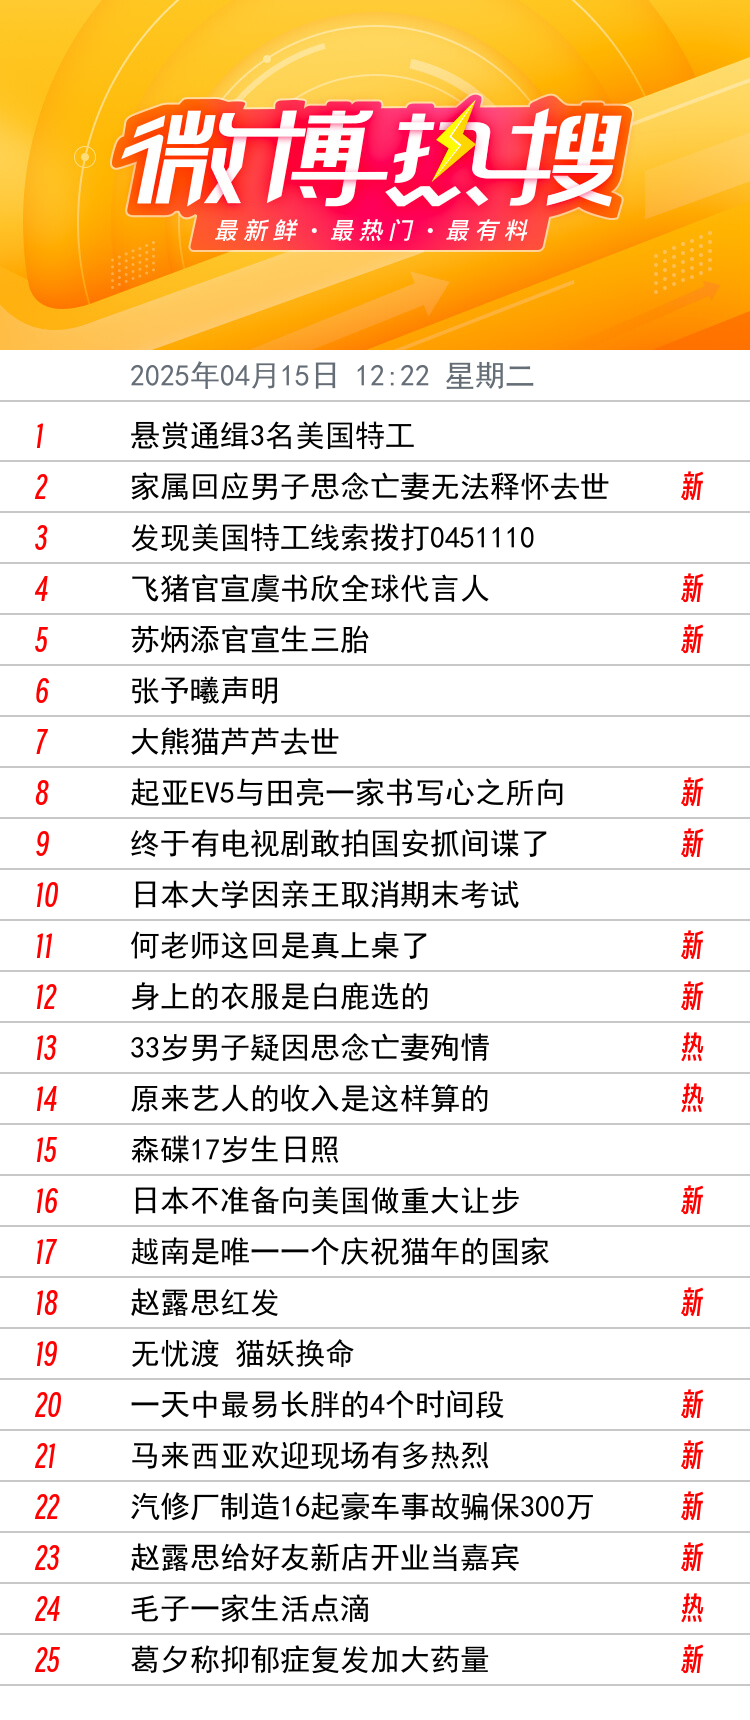 微博热搜
最新鲜·最热门·最有料
2025年04月15日 12:22 星期二
1 悬赏通缉3名美国特工
2 家属回应男子思念亡妻无法释怀去世 新
3 发现美国特工线索拨打0451110
4 飞猪官宣虞书欣全球代言人 新
5 苏炳添官宣生三胎 新
6 张予曦声明
7 大熊猫芦芦去世
8 起亚EV5与田亮一家书写心之所向 新
9 终于有电视剧敢拍国安抓间谍了 新
10 日本大学因亲王取消期末考试
11 何老师这回是真上桌了 新
12 身上的衣服是白鹿选的 新
13 33岁男子疑因思念亡妻殉情 热
14 原来艺人的收入是这样算的 热
15 森碟17岁生日照
16 日本不准备向美国做重大让步 新
17 越南是唯一一个庆祝猫年的国家
18 赵露思红发 新
19 无忧渡 猫妖换命
20 一天中最易长胖的4个时间段 新
21 马来西亚欢迎现场有多热烈 新
22 汽修厂制造16起豪车事故骗保300万 新
23 赵露思给好友新店开业当嘉宾 新
24 毛子一家生活点滴 热
25 葛夕称抑郁症复发加大药量 新